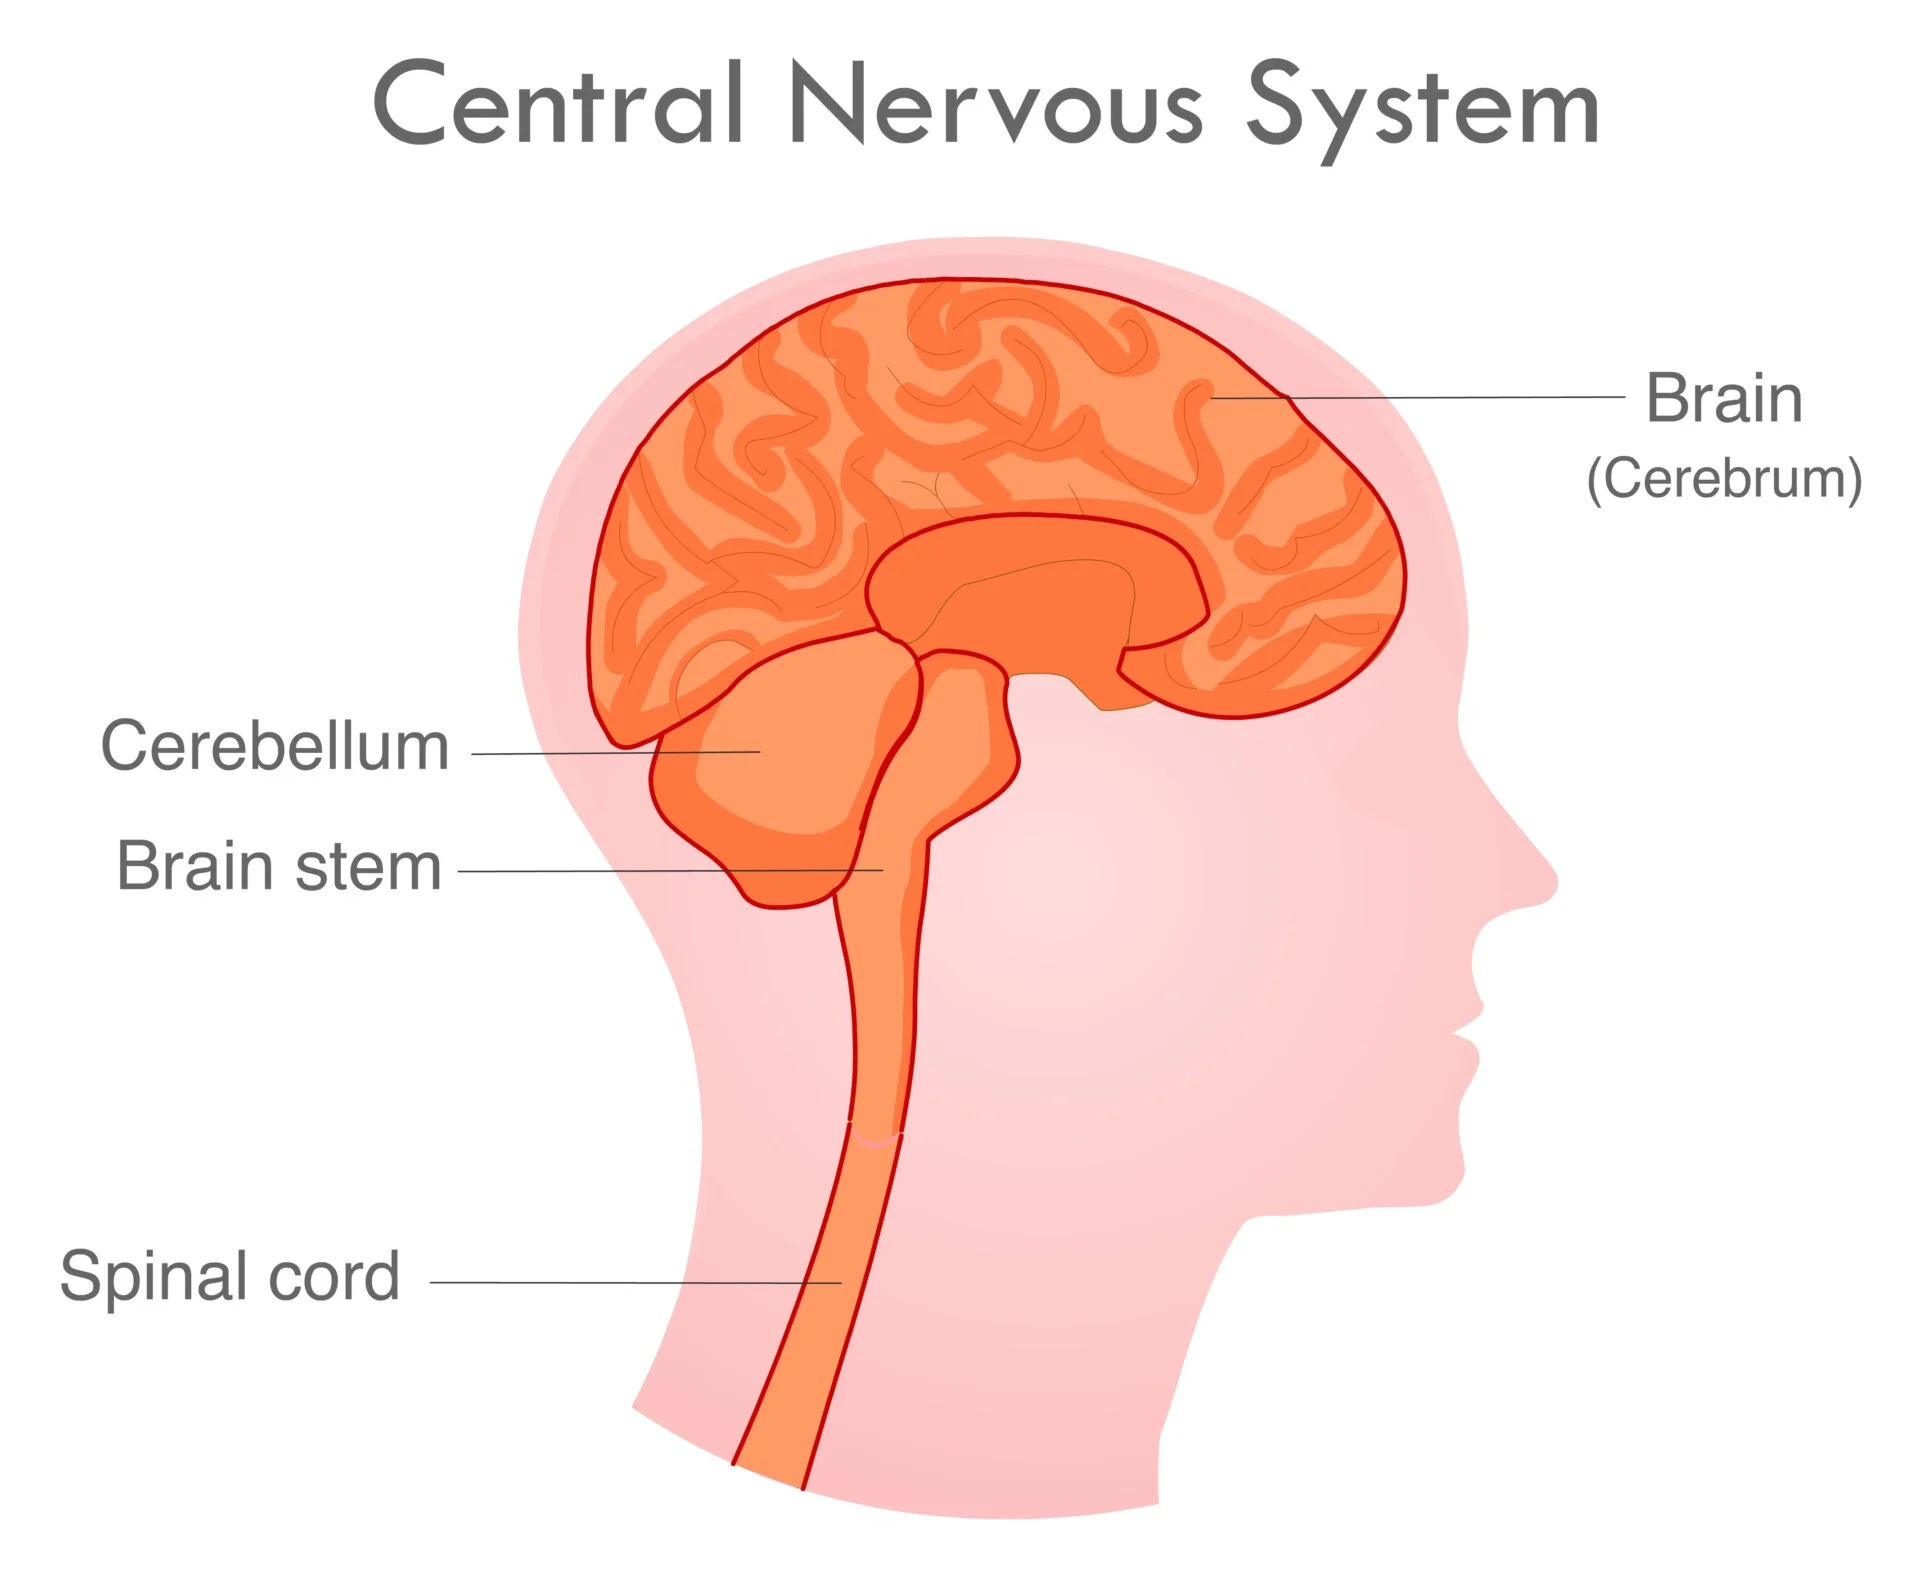 Central Nervous System
Brain
(Cerebrum)
Cerebellum
Brain stem
Spinal cord